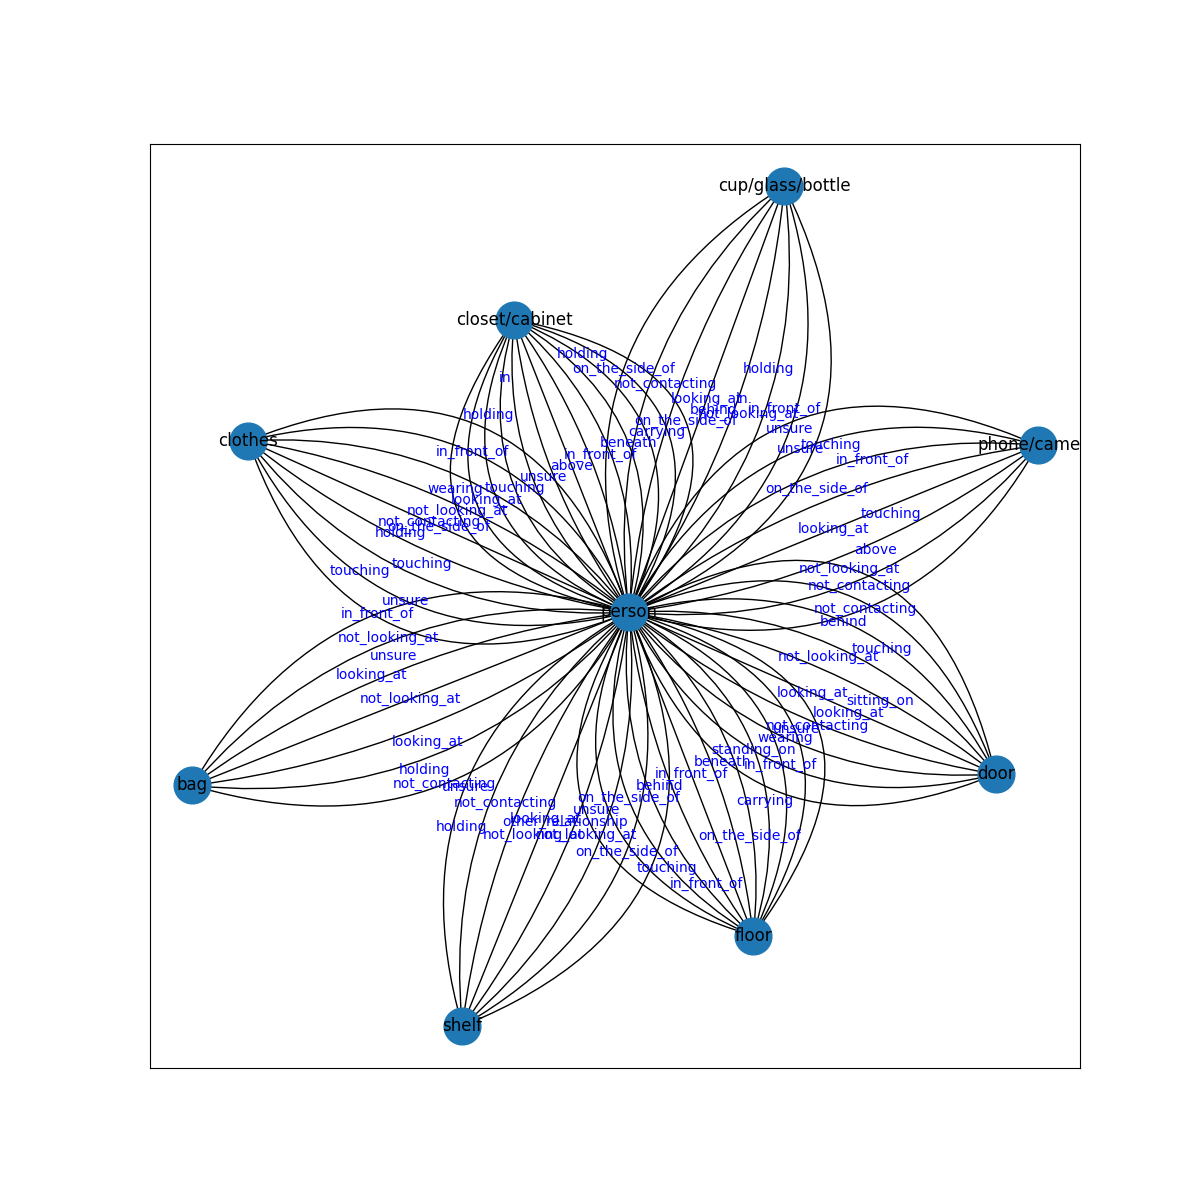 cup/glass/bottle
closet/cabinet
holding
on_the_side_of
holding
in
not_contacting
looking_at
in
behind
in_front_of
not_looking_at
holding
on_the_side_of
carrying
unsure
clothes
beneath
touching
phone/came
unsure
in_front_of
in_front_of
in_front_of
above
unsure
wearing
touching
on_the_side_of
looking_at
not_looking_at
touching
not_contacting
on_the_side_of
holding
looking_at
above
touching
touching
not_looking_at
not_contacting
unsure
not_contacting
in_front_of
person
behind
not_looking_at
touching
unsure
not_looking_at
looking_at
looking_at
not_looking_at
sitting_on
looking_at
not_contacting
unsure
wearing
looking_at
standing_on
beneath
in_front_of
holding
in_front_of
door
bag
not_contacting
unsure
behind
on_the_side_of
carrying
not_contacting
unsure
looking_at
other_relationship
holding
not_looking_at
not_looking_at
on_the_side_of
on_the_side_of
touching
in_front_of
floor
shelf